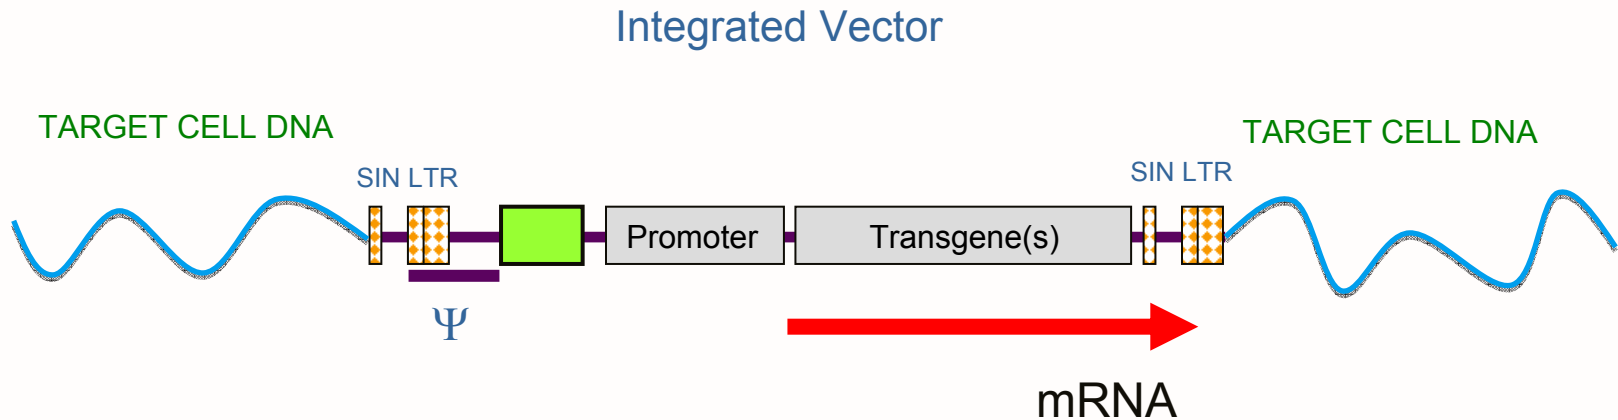 Integrated Vector
TARGET CELL DNA
TARGET CELL DNA
SIN LTR
SIN LTR
Promoter
Transgene(s)
Ψ
mRNA